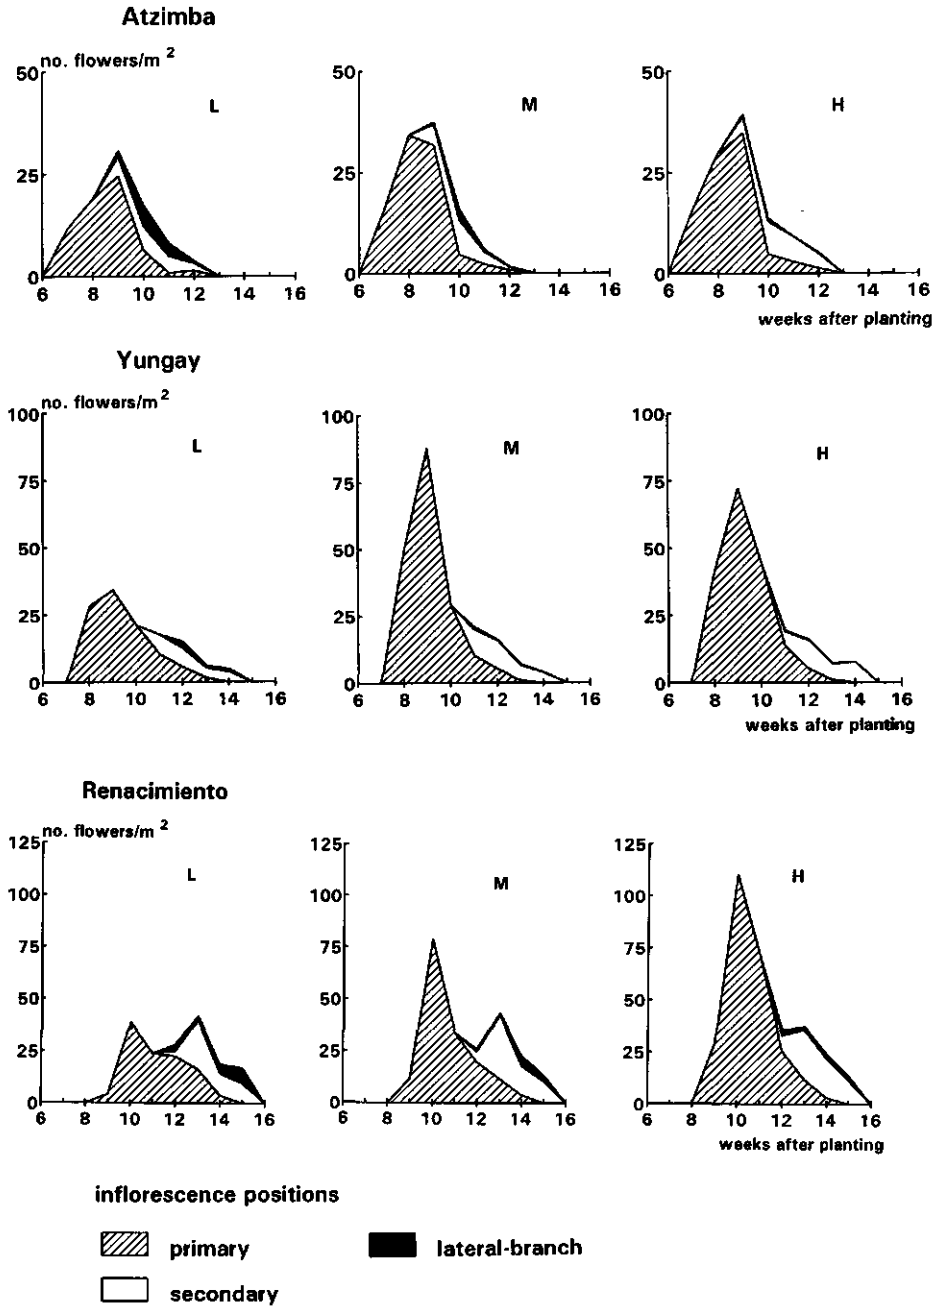 Atzimba
no. flowers/m 2
L
M
H
50
25
0
6 8 10 12 14 16
50
25
0
6 8 10 12 14 16
50
25
0
6 8 10 12 14 16
weeks after planting
Yungay
no. flowers/m 2
L
M
H
100
75
50
25
0
6 8 10 12 14 16
100
75
50
25
0
6 8 10 12 14 16
100
75
50
25
0
6 8 10 12 14 16
weeks after planting
Renacimiento
no. flowers/m 2
L
M
H
125
100
75
50
25
0
6 8 10 12 14 16
125
100
75
50
25
0
6 8 10 12 14 16
125
100
75
50
25
0
6 8 10 12 14 16
weeks after planting
inflorescence positions
primary
lateral-branch
secondary